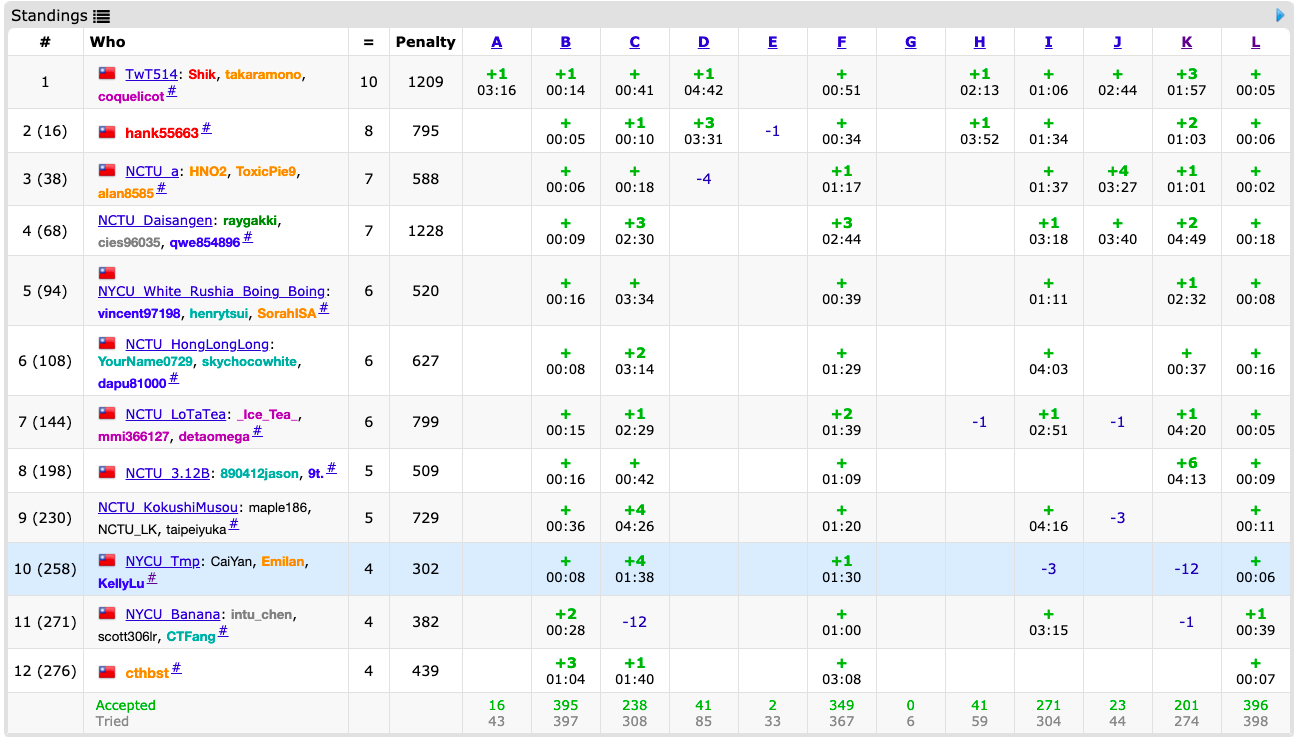 Standings
# Who = Penalty A B C D E F G H I J K L
1 TwT514: Shik, takaramono, coquelicot # 10 1209 +1 03:16 +1 00:14 + 00:41 +1 04:42 + 00:51 +1 02:13 + 01:06 + 02:44 +3 01:57 + 00:05
2 (16) hank55663 # 8 795 + 00:05 +1 00:10 +3 03:31 -1 + 00:34 +1 03:52 + 01:34 +2 01:03 + 00:06
3 (38) NCTU_a: HNO2, ToxicPie9, alan8585 # 7 588 + 00:06 + 00:18 -4 +1 01:17 + 01:37 +4 03:27 +1 01:01 + 00:02
4 (68) NCTU_Daisangen: raygakki, cies96035, qwe854896 # 7 1228 + 00:09 +3 02:30 +3 02:44 +1 03:18 + 03:40 +2 04:49 + 00:18
5 (94) NYCU_White_Rushia_Boing_Boing: vincent97198, henrytsui, SorahISA # 6 520 + 00:16 + 03:34 + 00:39 + 01:11 +1 02:32 + 00:08
6 (108) NCTU_HongLongLong: YourName0729, skychocowhite, dapu81000 # 6 627 + 00:08 +2 03:14 + 01:29 + 04:03 + 00:37 + 00:16
7 (144) NCTU_LoTaTea: _Ice_Tea_, mmi366127, detaomega # 6 799 + 00:15 +1 02:29 +2 01:39 -1 +1 02:51 -1 +1 04:20 + 00:05
8 (198) NCTU_3.12B: 890412jason, 9t. # 5 509 + 00:16 + 00:42 + 01:09 +6 04:13 + 00:09
9 (230) NCTU_KokushiMusou: maple186, NCTU_LK, taipeiyuka # 5 729 + 00:36 +4 04:26 + 01:20 + 04:16 -3 + 00:11
10 (258) NYCU_Tmp: CaiYan, Emilan, KellyLu # 4 302 + 00:08 +4 01:38 +1 01:30 -3 -12 + 00:06
11 (271) NYCU_Banana: intu_chen, scott306lr, CTFang # 4 382 +2 00:28 -12 + 01:00 + 03:15 -1 +1 00:39
12 (276) cthbst # 4 439 +3 01:04 +1 01:40 + 03:08 + 00:07
Accepted 16 395 238 41 2 349 0 41 271 23 201 396
Tried 43 397 308 85 33 367 6 59 304 44 274 398